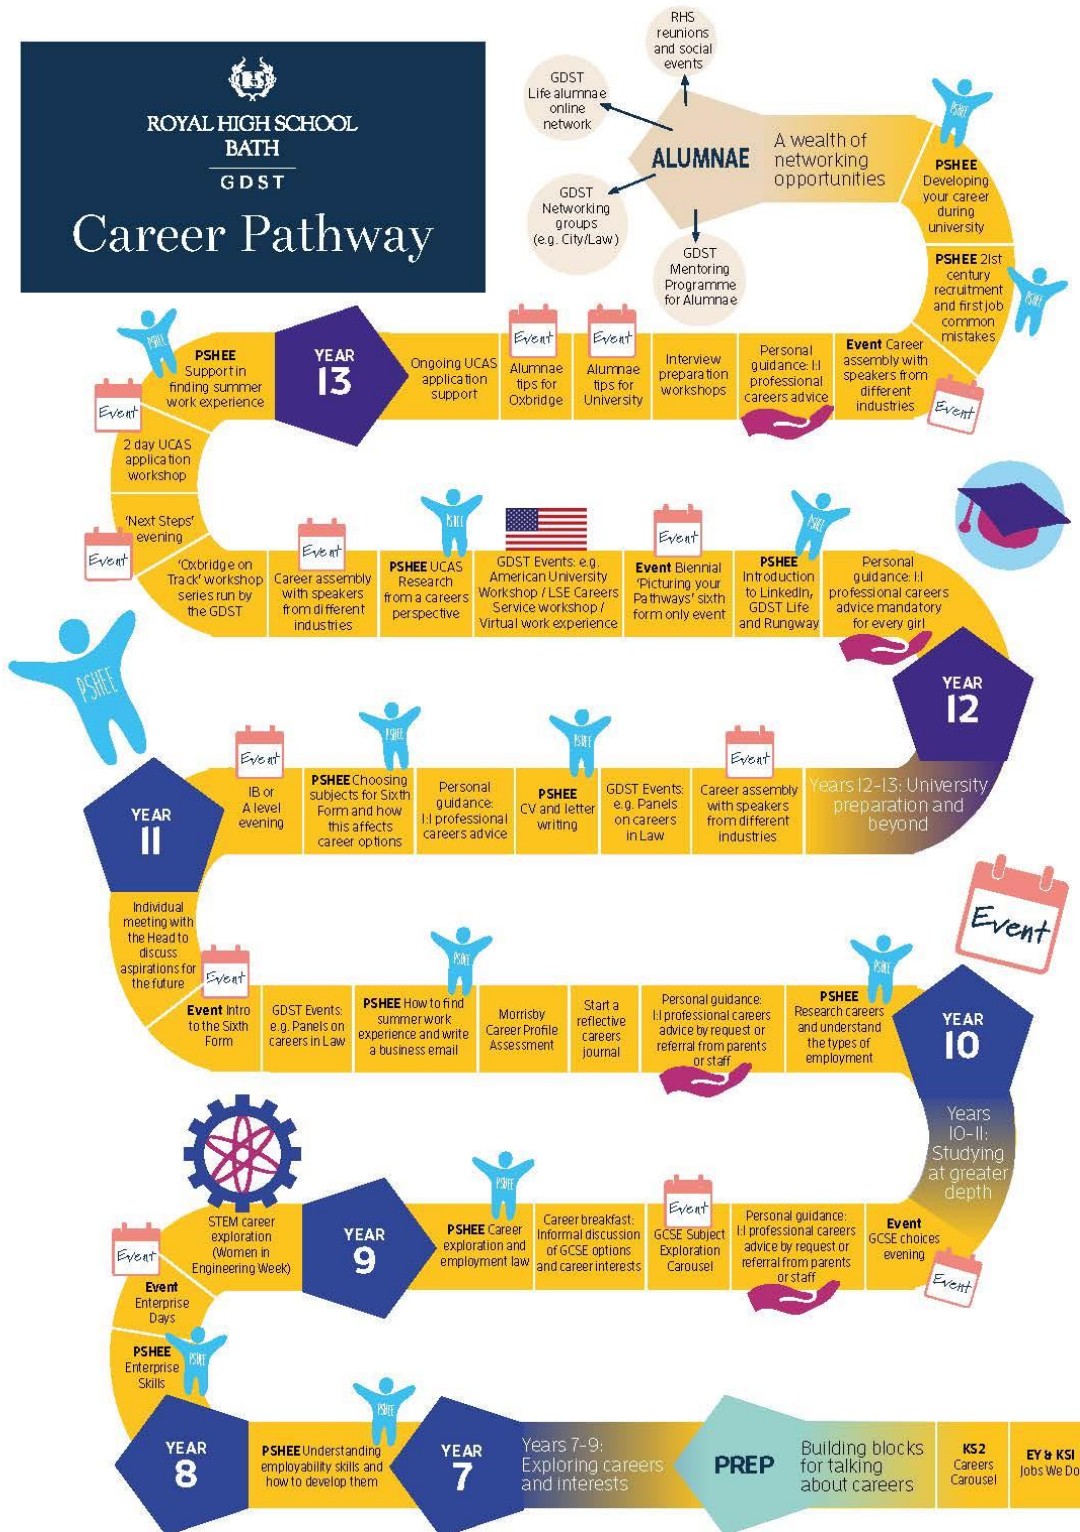 ROYAL HIGH SCHOOL
BATH
GDST
Career Pathway
RHS
reunions
and social
events
GDST
Life alumnae
online
network
ALUMNAE
GDST
Networking
groups
(e.g. City/Law)
GDST
Mentoring
Programme
for Alumnae
A wealth of
networking
opportunities
PSHEE
PSHEE
Developing
your career
during
university
PSHEE 21st
century
recruitment
and first job
common
mistakes
PSHEE
PSHEE
PSHEE
Support in
finding summer
work experience
YEAR
13
Ongoing UCAS
application
support
Event
Alumnae
tips for
Oxbridge
Event
Alumnae
tips for
University
Interview
preparation
workshops
Personal
guidance: 1:1
professional
careers advice
Event Career
assembly with
speakers from
different
industries
Event
Event
2 day UCAS
application
workshop
'Next Steps'
evening
Event
'Oxbridge on
Track' workshop
series run by
the GDST
Event
Career assembly
with speakers
from different
industries
PSHEE
PSHEE UCAS
Research
from a careers
perspective
GDST Events: e.g.
American University
Workshop / LSE Careers
Service workshop /
Virtual work experience
Event
Event Biennial
'Picturing your
Pathways' sixth
form only event
PSHEE
PSHEE
Introduction
to LinkedIn,
GDST Life
and Rungway
Personal
guidance: 1:1
professional careers
advice mandatory
for every girl
YEAR
12
PSHEE
YEAR
11
Event
IB or
A level
evening
PSHEE
PSHEE Choosing
subjects for Sixth
Form and how
this affects
career options
Personal
guidance:
1:1 professional
careers advice
PSHEE
PSHEE
CV and letter
writing
GDST Events:
e.g. Panels
on careers
in Law
Event
Career assembly
with speakers
from different
industries
Years 12-13: University
preparation and
beyond
Individual
meeting with
the Head to
discuss
aspirations for
the future
Event
Event Intro
to the Sixth
Form
GDST Events:
e.g. Panels on
careers in Law
PSHEE
PSHEE How to find
summer work
experience and write
a business email
Morrisby
Career Profile
Assessment
Start a
reflective
careers
journal
Personal guidance:
1:1 professional careers
advice by request or
referral from parents
or staff
PSHEE
PSHEE
Research careers
and understand
the types of
employment
Event
YEAR
10
Years
10-11:
Studying
at greater
depth
STEM career
exploration
(Women in
Engineering Week)
YEAR
9
PSHEE
PSHEE Career
exploration and
employment law
Career breakfast:
Informal discussion
of GCSE options
and career interests
Event
GCSE Subject
Exploration
Carousel
Personal guidance:
1:1 professional careers
advice by request or
referral from parents
or staff
Event
GCSE choices
evening
Event
Event
Event
Enterprise
Days
PSHEE
Enterprise
Skills
PSHEE
YEAR
8
PSHEE
PSHEE Understanding
employability skills and
how to develop them
YEAR
7
Years 7-9:
Exploring careers
and interests
PREP
Building blocks
for talking
about careers
KS2
Careers
Carousel
EY & KS1
Jobs We Do